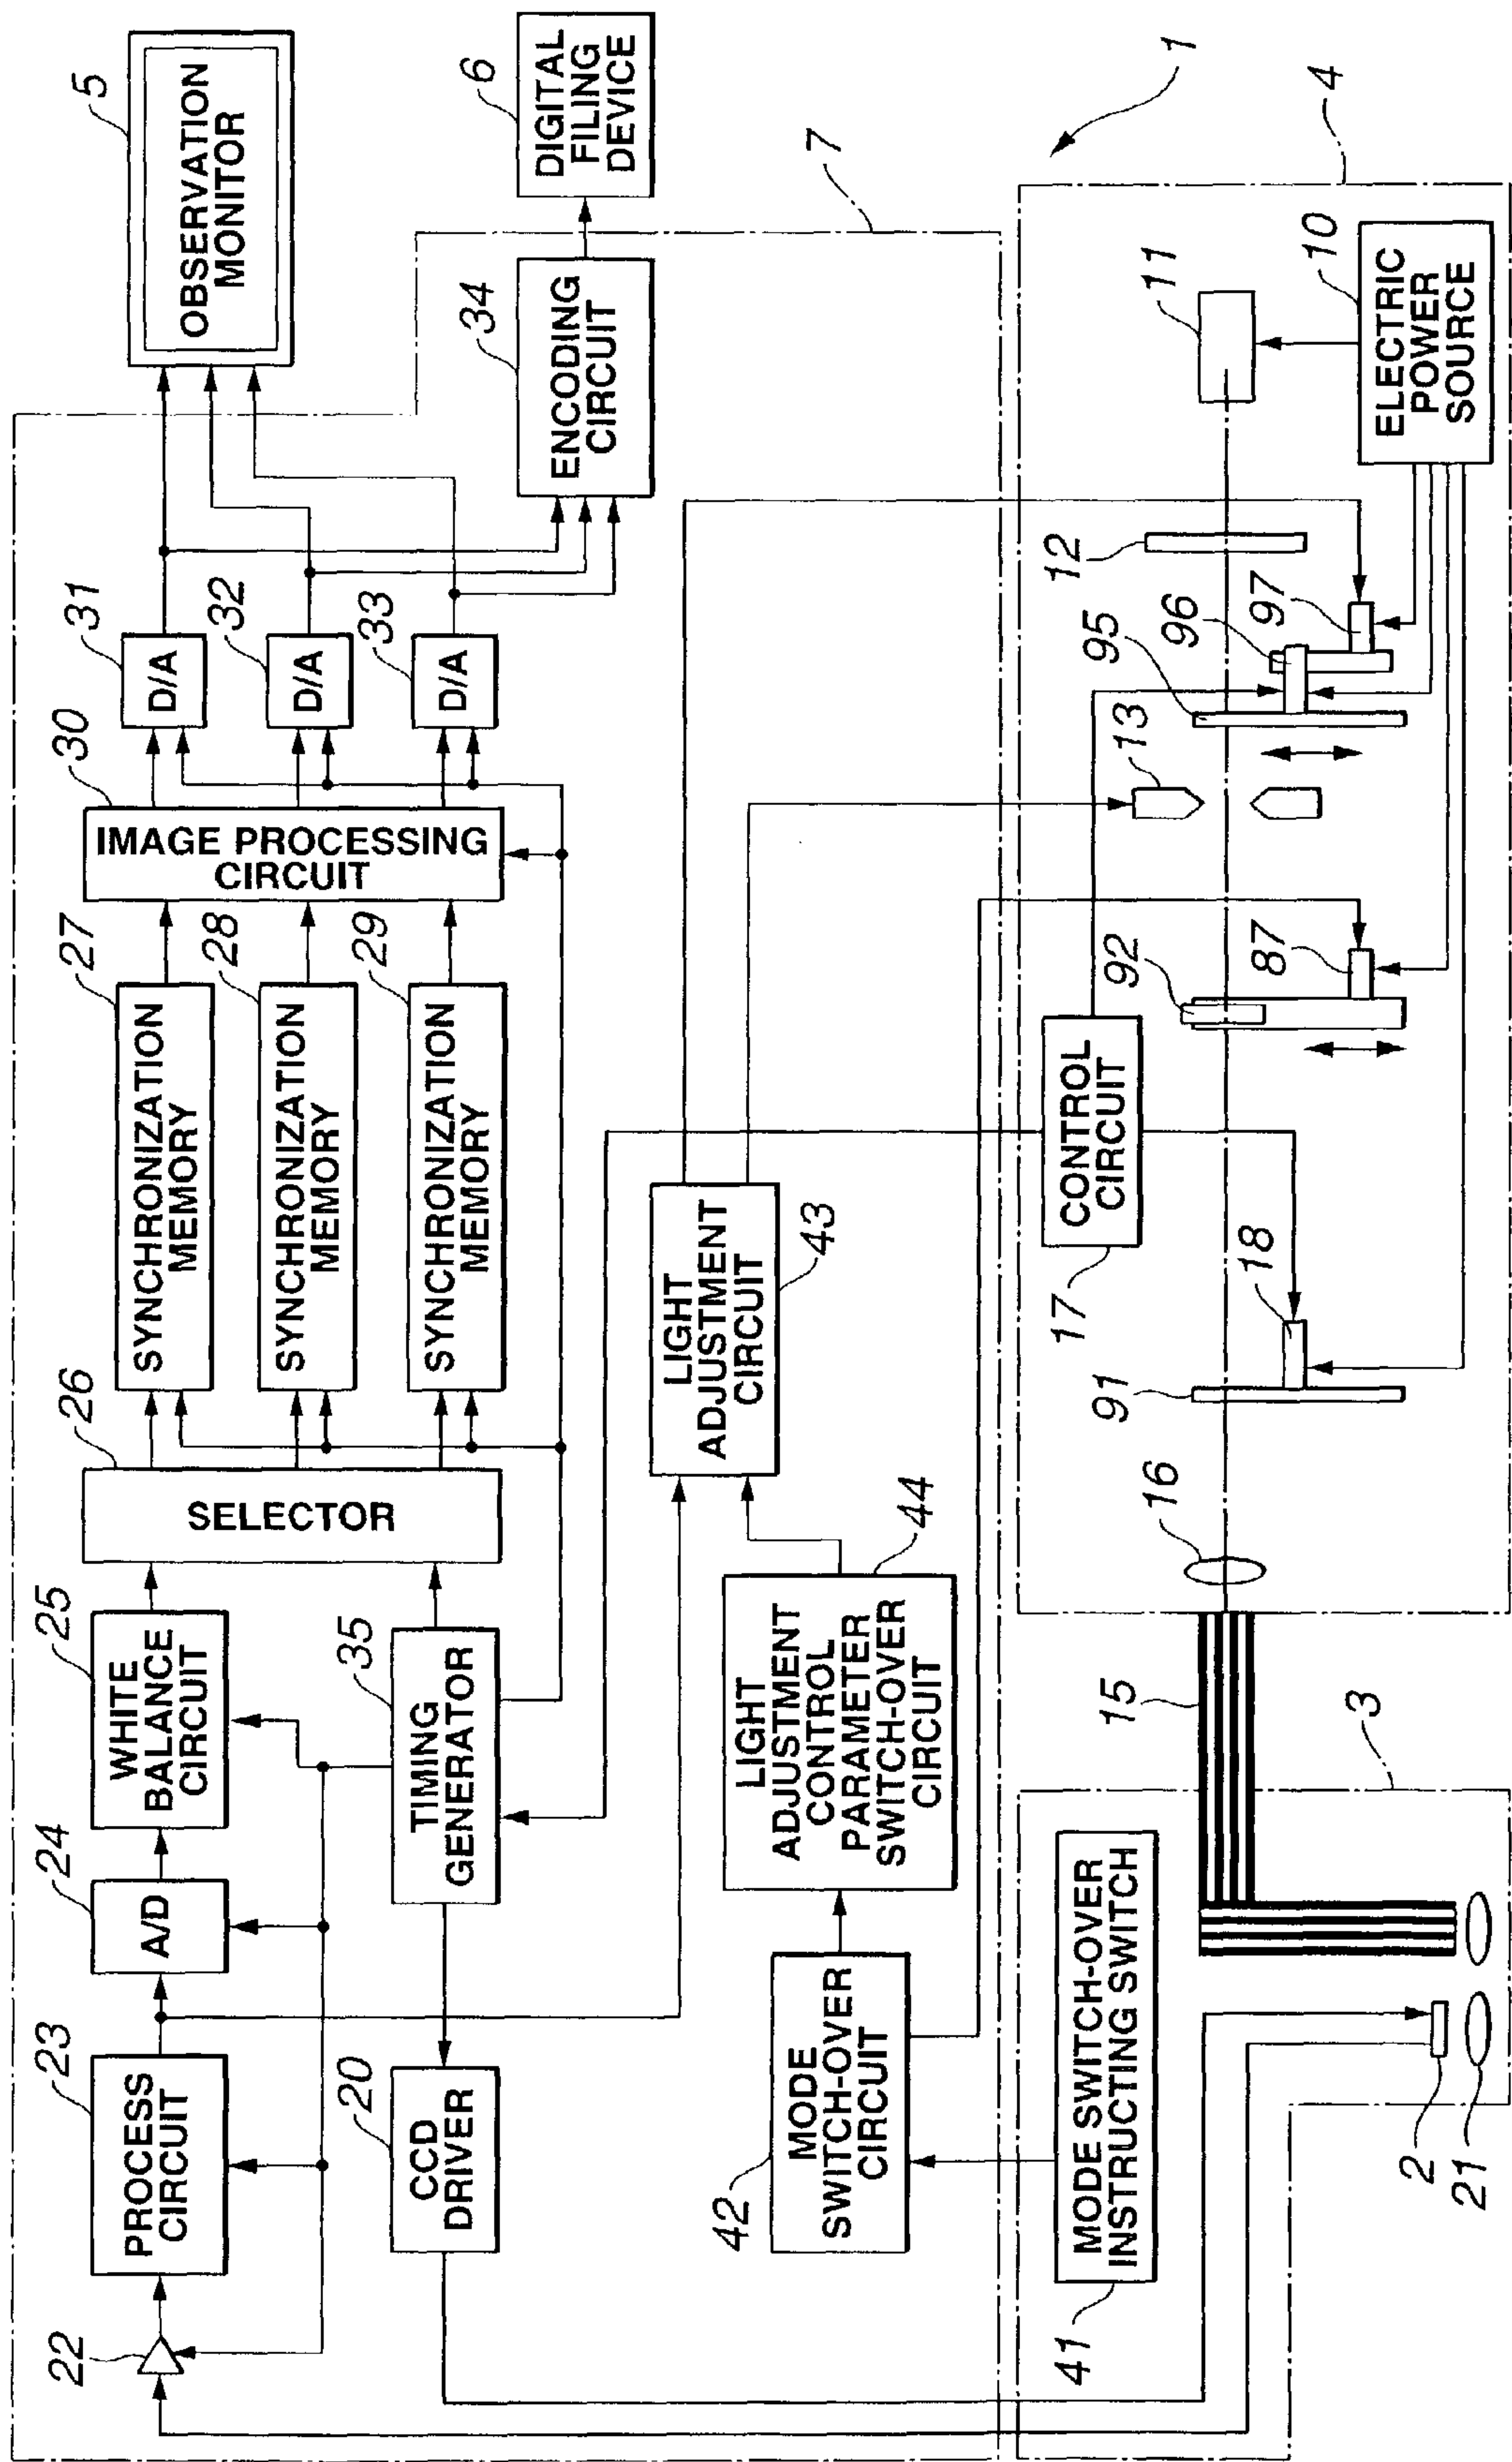 5
OBSERVATION
MONITOR
6
DIGITAL
FILING
DEVICE
7
34
ENCODING
CIRCUIT
31
D/A
32
D/A
33
D/A
30
IMAGE PROCESSING
CIRCUIT
27
SYNCHRONIZATION
MEMORY
28
SYNCHRONIZATION
MEMORY
29
SYNCHRONIZATION
MEMORY
26
SELECTOR
25
WHITE
BALANCE
CIRCUIT
24
A/D
23
PROCESS
CIRCUIT
22
35
TIMING
GENERATOR
20
CCD
DRIVER
LIGHT
ADJUSTMENT
CIRCUIT
43
44
LIGHT
ADJUSTMENT
CONTROL
PARAMETER
SWITCH-OVER
CIRCUIT
42
MODE
SWITCH-OVER
CIRCUIT
41
MODE SWITCH-OVER
INSTRUCTING SWITCH
1
4
10
ELECTRIC
POWER
SOURCE
11
12
97
96
95
13
87
92
CONTROL
CIRCUIT
17
18
91
16
15
3
2
21